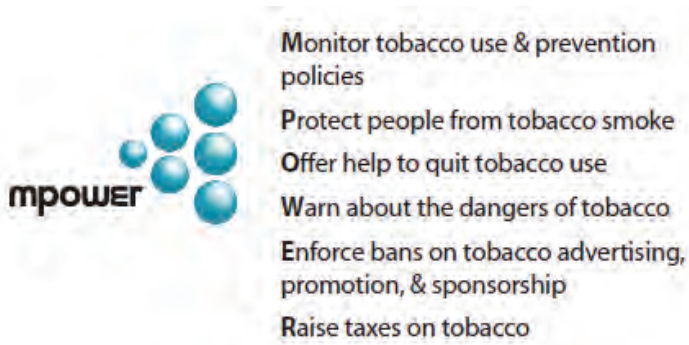 mpower
Monitor tobacco use & prevention
policies
Protect people from tobacco smoke
Offer help to quit tobacco use
Warn about the dangers of tobacco
Enforce bans on tobacco advertising,
promotion, & sponsorship
Raise taxes on tobacco